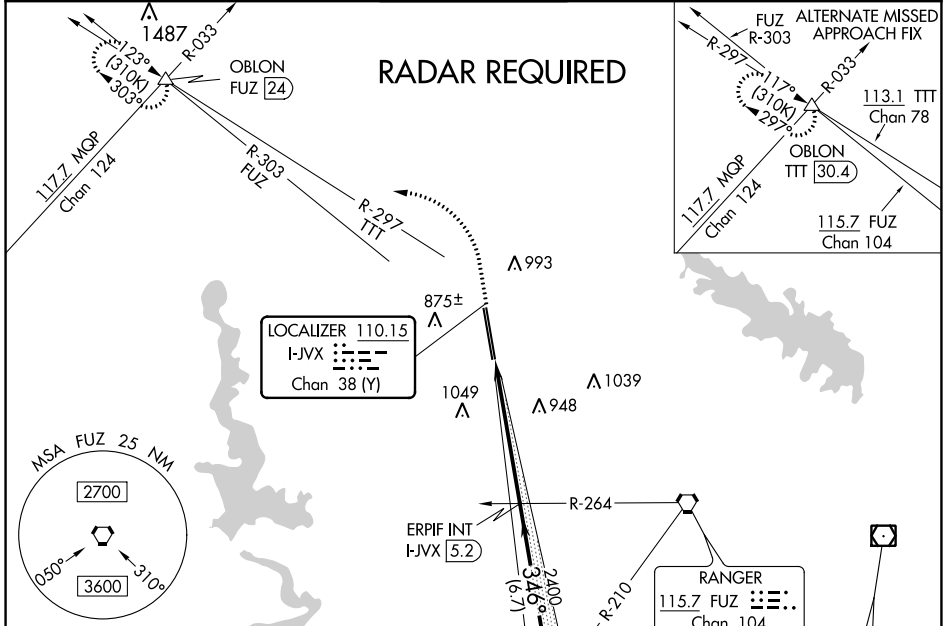 1487
123°
(310K)
303°
R-033
OBLON
FUZ 24
RADAR REQUIRED
117.7 MQP
Chan 124
R-303
FUZ
R-297
TTT
FUZ
R-303
ALTERNATE MISSED
APPROACH FIX
R-297
117°
(310K)
297°
R-033
113.1 TTT
Chan 78
OBLON
TTT 30.4
117.7 MQP
Chan 124
115.7 FUZ
Chan 104
993
875±
LOCALIZER 110.15
I-JVX
Chan 38 (Y)
1049
948
1039
MSA FUZ 25 NM
2700
050°
310°
3600
R-264
ERPIF INT
I-JVX 5.2
2400
346°
(6.7)
R-210
RANGER
115.7 FUZ
Chan 104